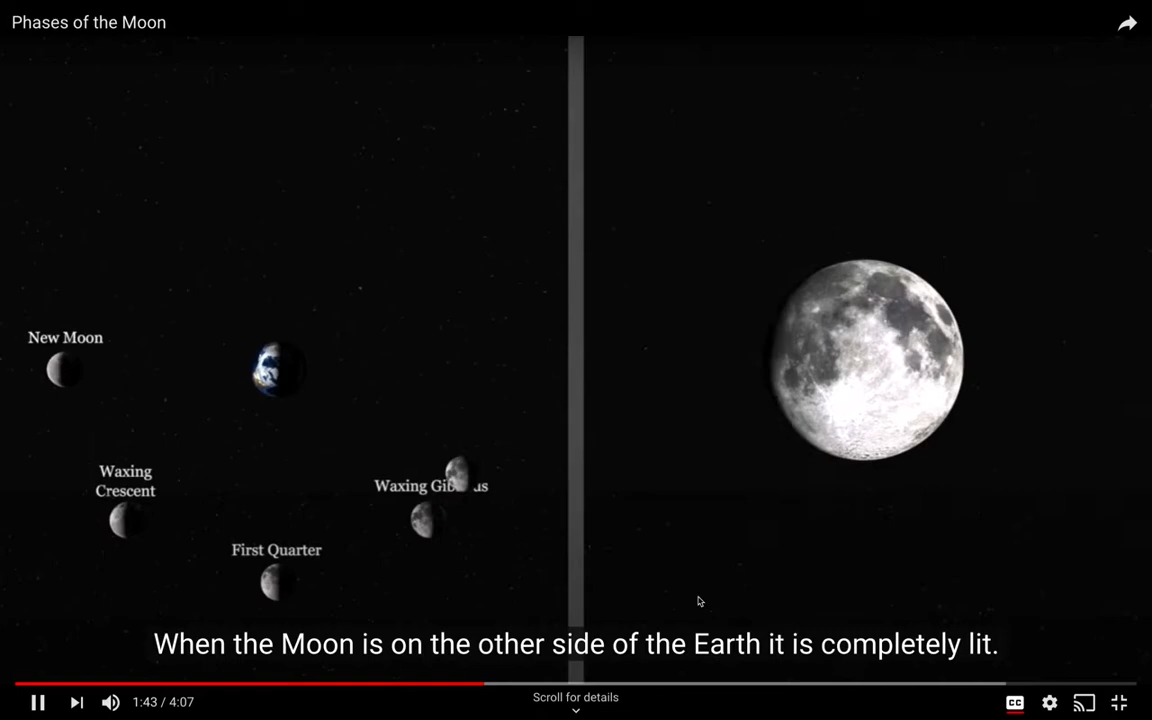 Phases of the Moon
New Moon
Waxing
Crescent
Waxing
First Quarter
When the Moon is on the other side of the Earth it is completely lit.
1:43 / 4:07
CC
Scroll for details